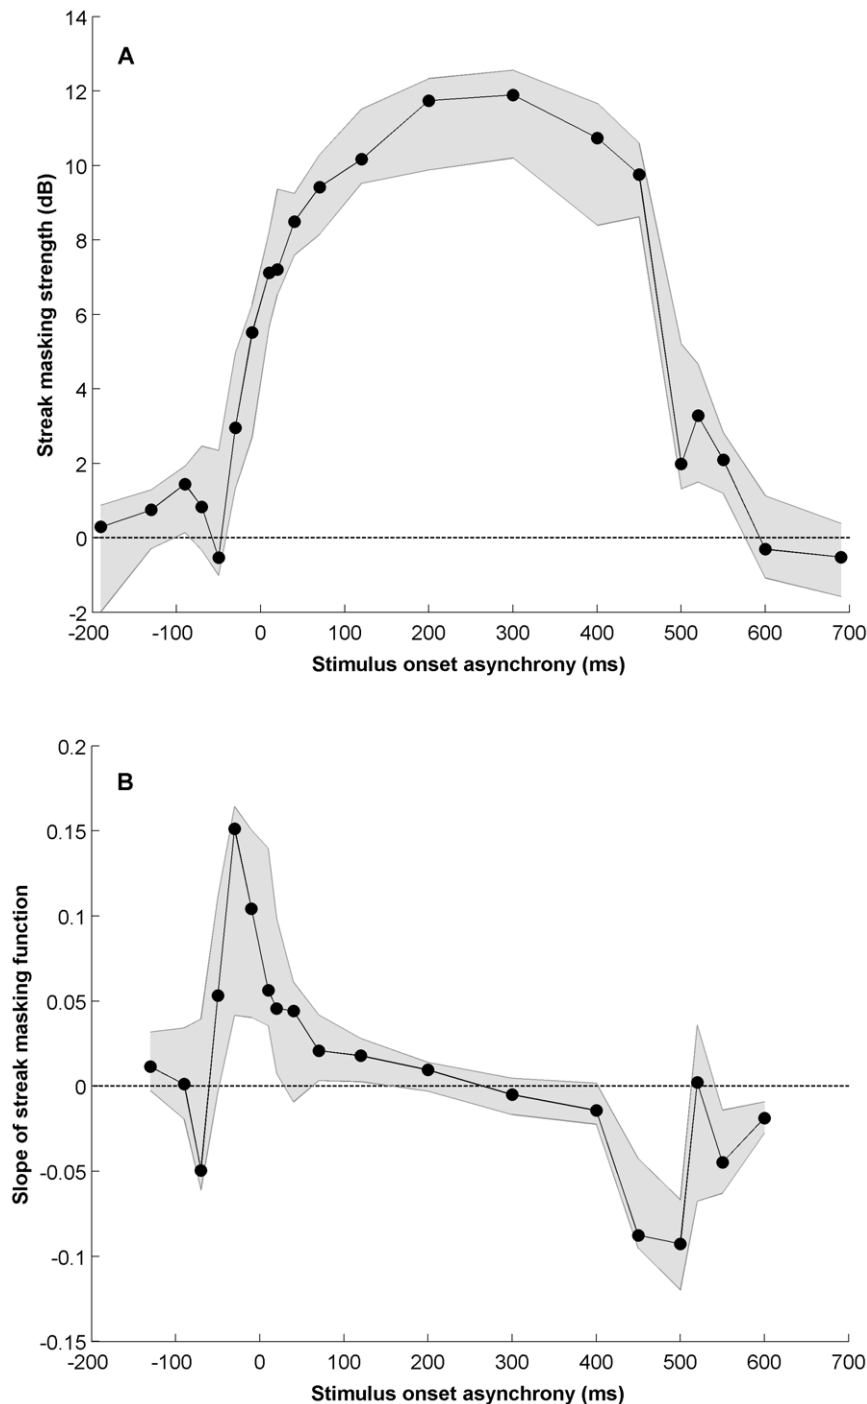 A
14
12
10
8
6
4
2
0
-2
Streak masking strength (dB)
-200 -100 0 100 200 300 400 500 600 700
Stimulus onset asynchrony (ms)
B
0.2
0.15
0.1
0.05
0
-0.05
-0.1
-0.15
Slope of streak masking function
-200 -100 0 100 200 300 400 500 600 700
Stimulus onset asynchrony (ms)